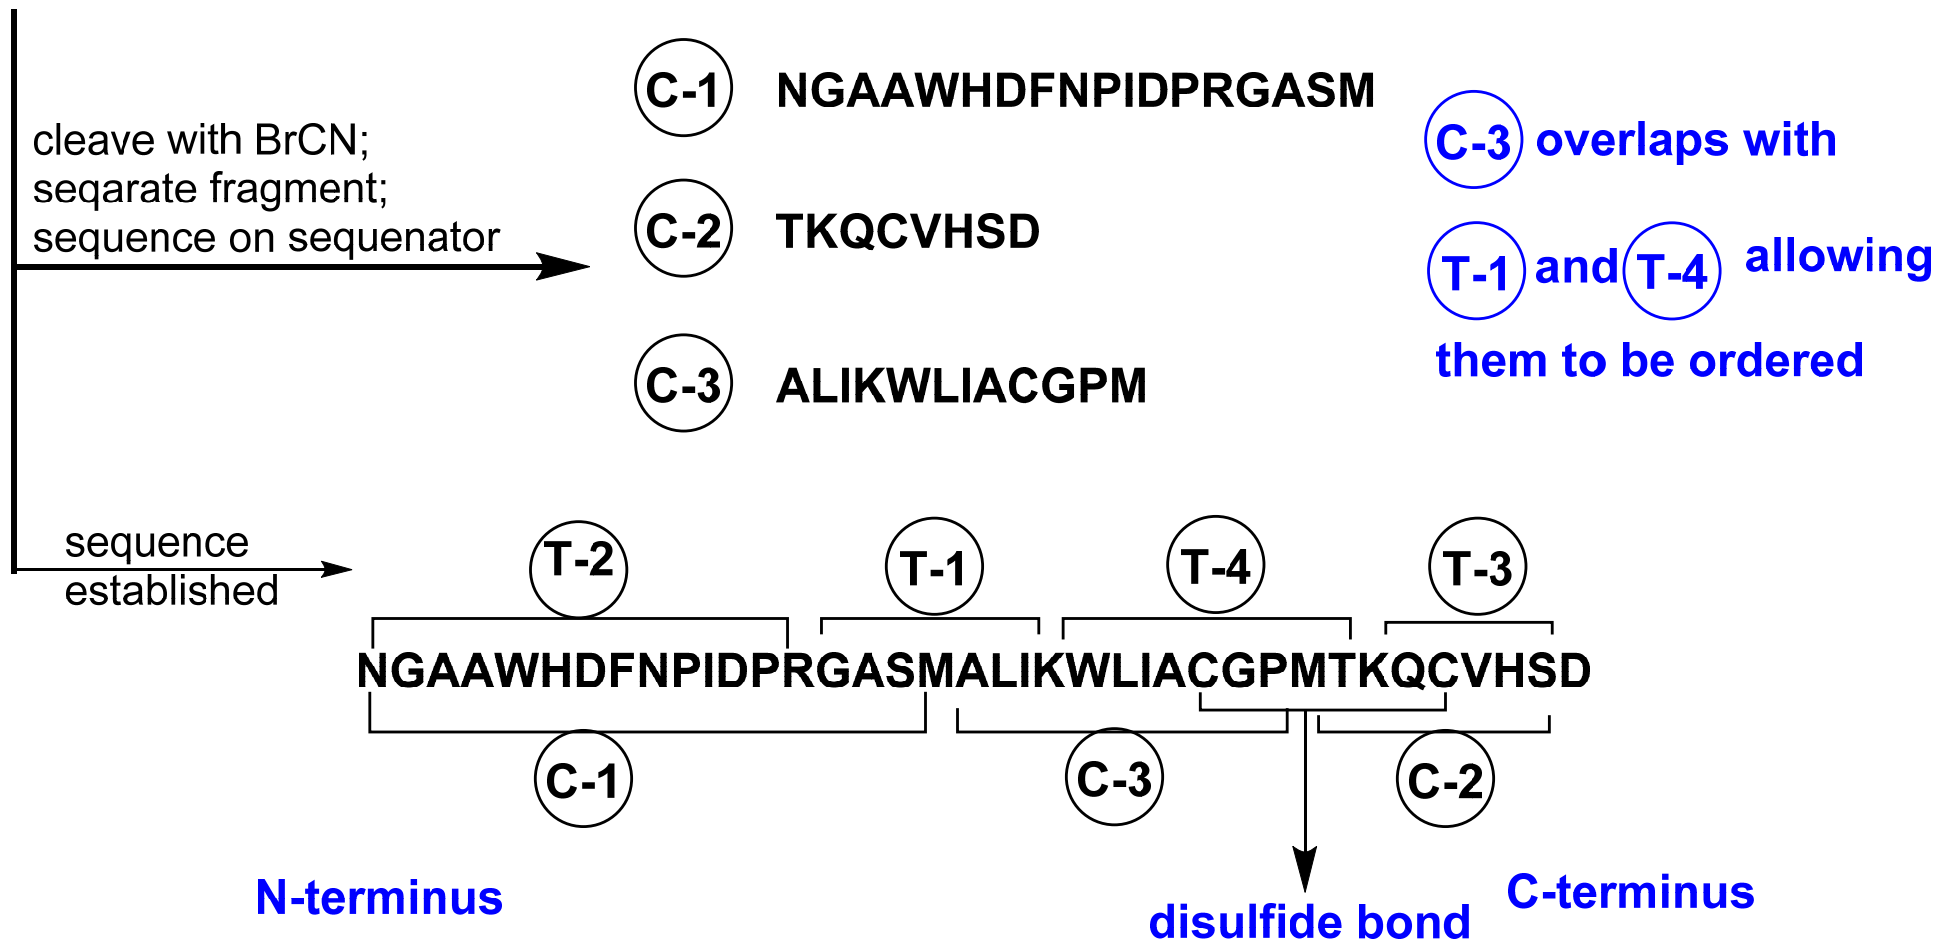 C-1 NGAAWHDFNPIDPRGASM
cleave with BrCN;
seqarate fragment;
sequence on sequenator
C-2 TKQCVHSD
C-3 ALIKWLIACGPM
C-3 overlaps with
T-1 and T-4 allowing
them to be ordered
sequence
established
T-2 T-1 T-4 T-3
NGAAWHDFNPIDPRGASMALIKWLIACGPMTKQCVHSD
C-1 C-3 C-2
N-terminus
disulfide bond
C-terminus